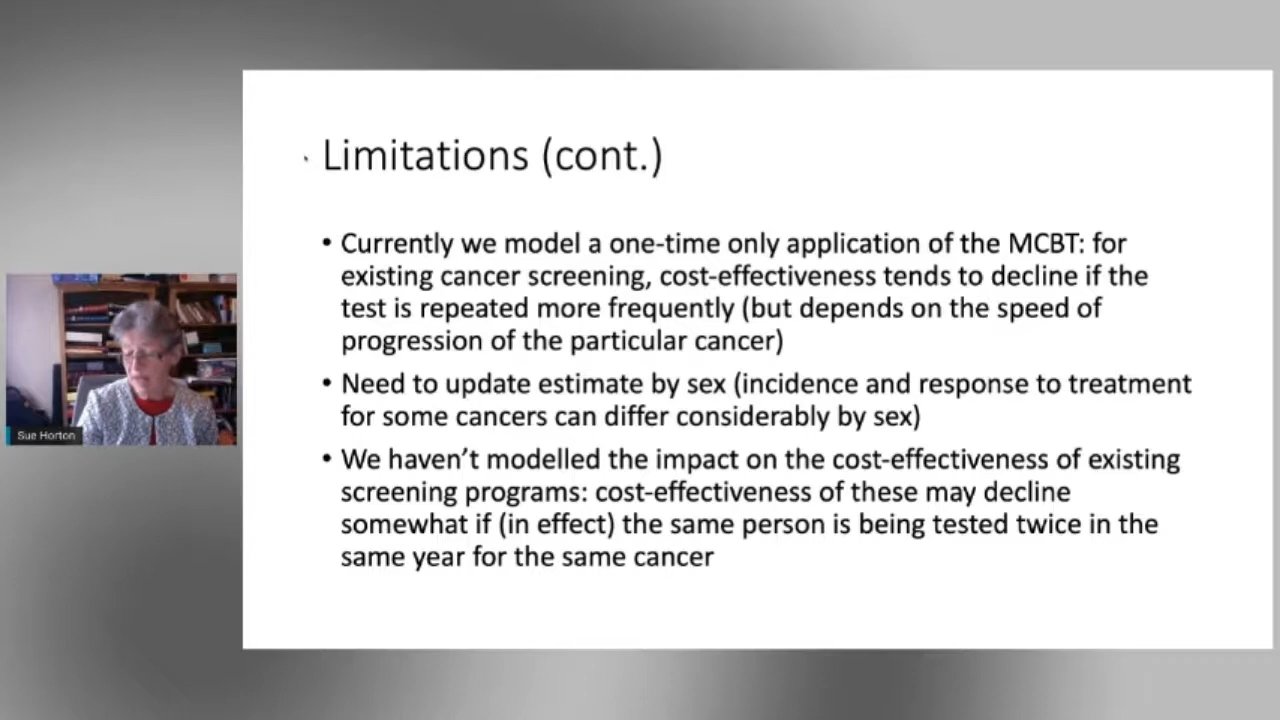 Limitations (cont.)
• Currently we model a one-time only application of the MCBT: for
existing cancer screening, cost-effectiveness tends to decline if the
test is repeated more frequently (but depends on the speed of
progression of the particular cancer)
• Need to update estimate by sex (incidence and response to treatment
for some cancers can differ considerably by sex)
• We haven’t modelled the impact on the cost-effectiveness of existing
screening programs: cost-effectiveness of these may decline
somewhat if (in effect) the same person is being tested twice in the
same year for the same cancer
Sue Horton